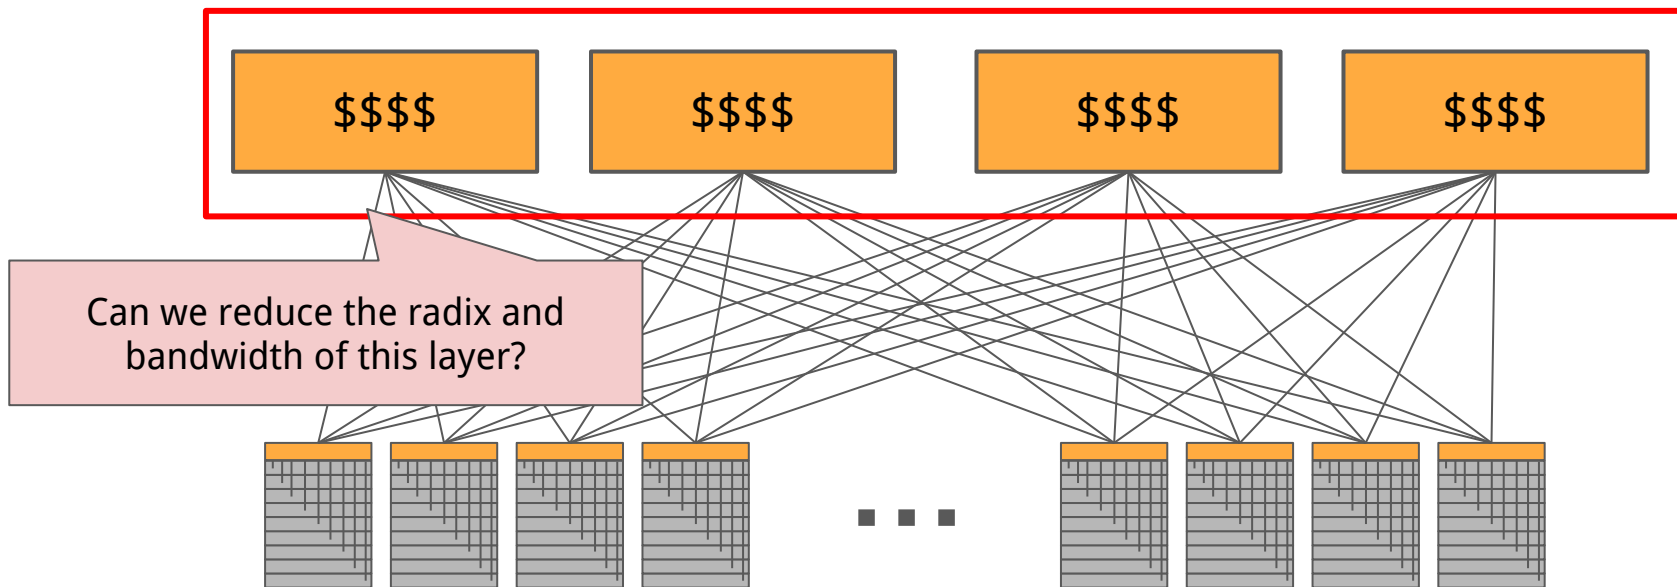 $$$$ $$$$ $$$$ $$$$
Can we reduce the radix and
bandwidth of this layer?